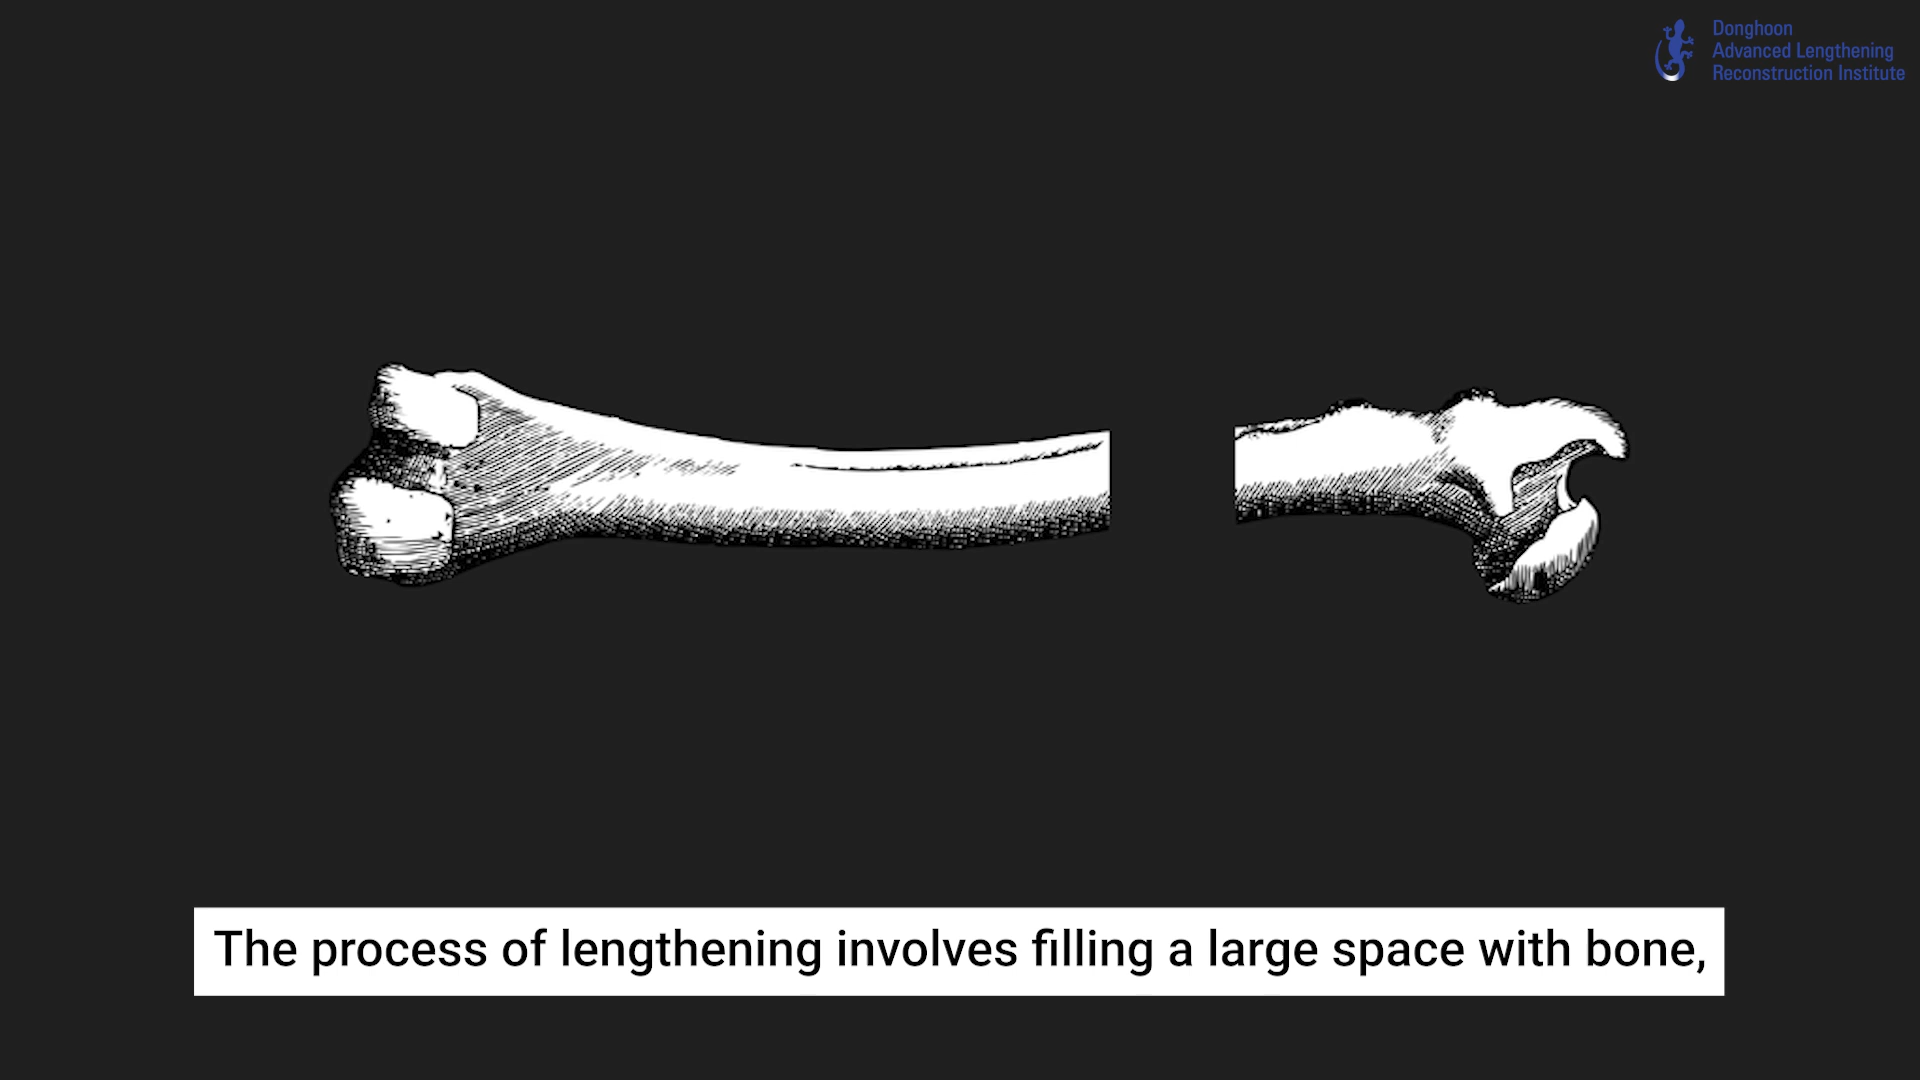 Donghoon
Advanced Lengthening
Reconstruction Institute
The process of lengthening involves filling a large space with bone,